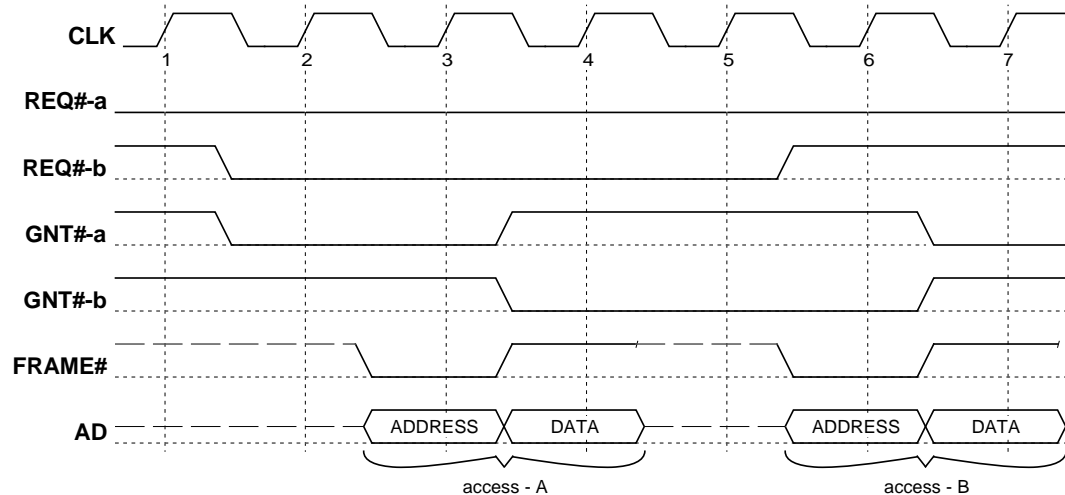 CLK
1 2 3 4 5 6 7
REQ#-a
REQ#-b
GNT#-a
GNT#-b
FRAME#
AD ADDRESS DATA ADDRESS DATA
access - A access - B